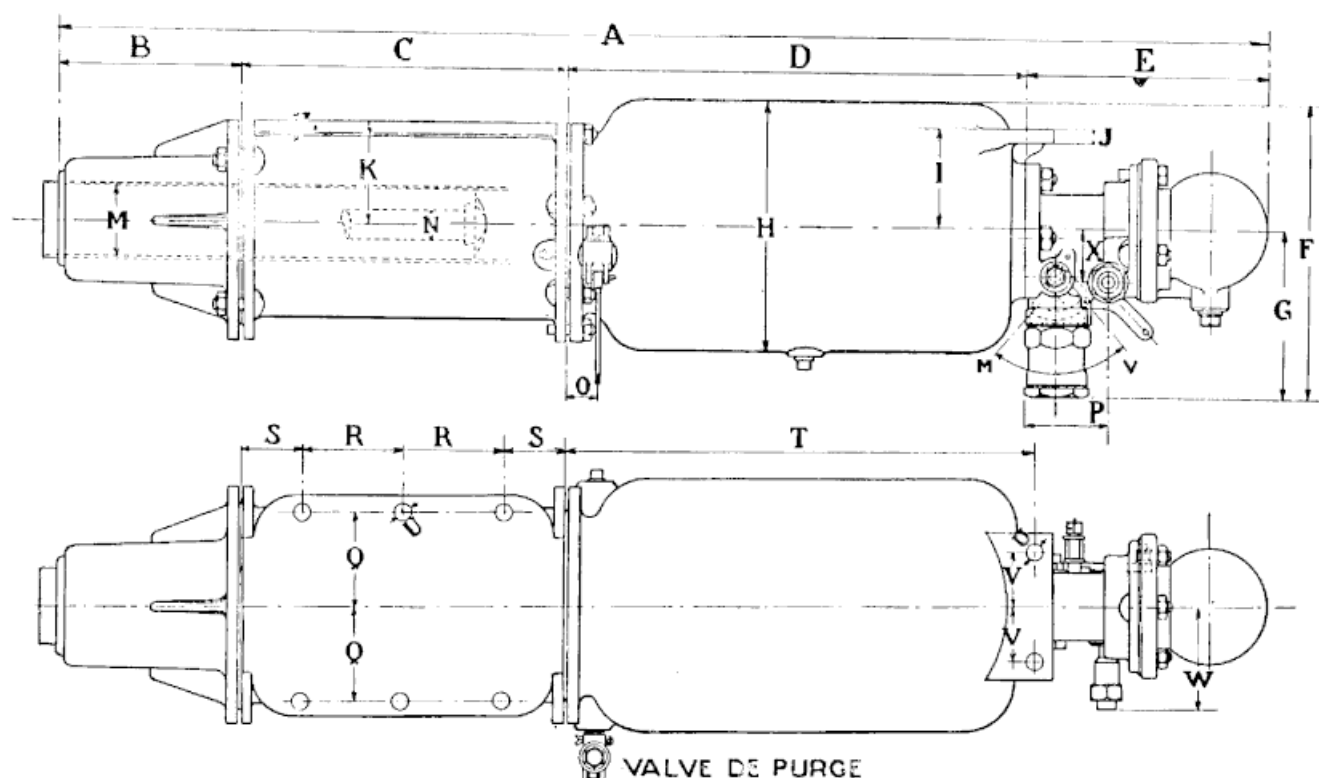 A
B C D E
J
K I
M N H X F
G
M V
O P
S R R S T
U U
Q V
Q V
W
VALVE DE PURGE